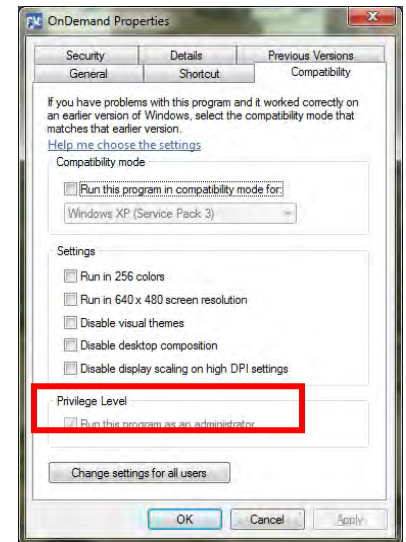 OnDemand Properties
Security Details Previous Versions
General Shortcut Compatibility
If you have problems with this program and it worked correctly on
an earlier version of Windows, select the compatibility mode that
matches that earlier version.
Help me choose the settings
Compatibility mode
Run this program in compatibility mode for:
Windows XP (Service Pack 3)
Settings
Run in 256 colors
Run in 640 x 480 screen resolution
Disable visual themes
Disable desktop composition
Disable display scaling on high DPI settings
Privilege Level
Run this program as an administrator
Change settings for all users
OK Cancel Apply